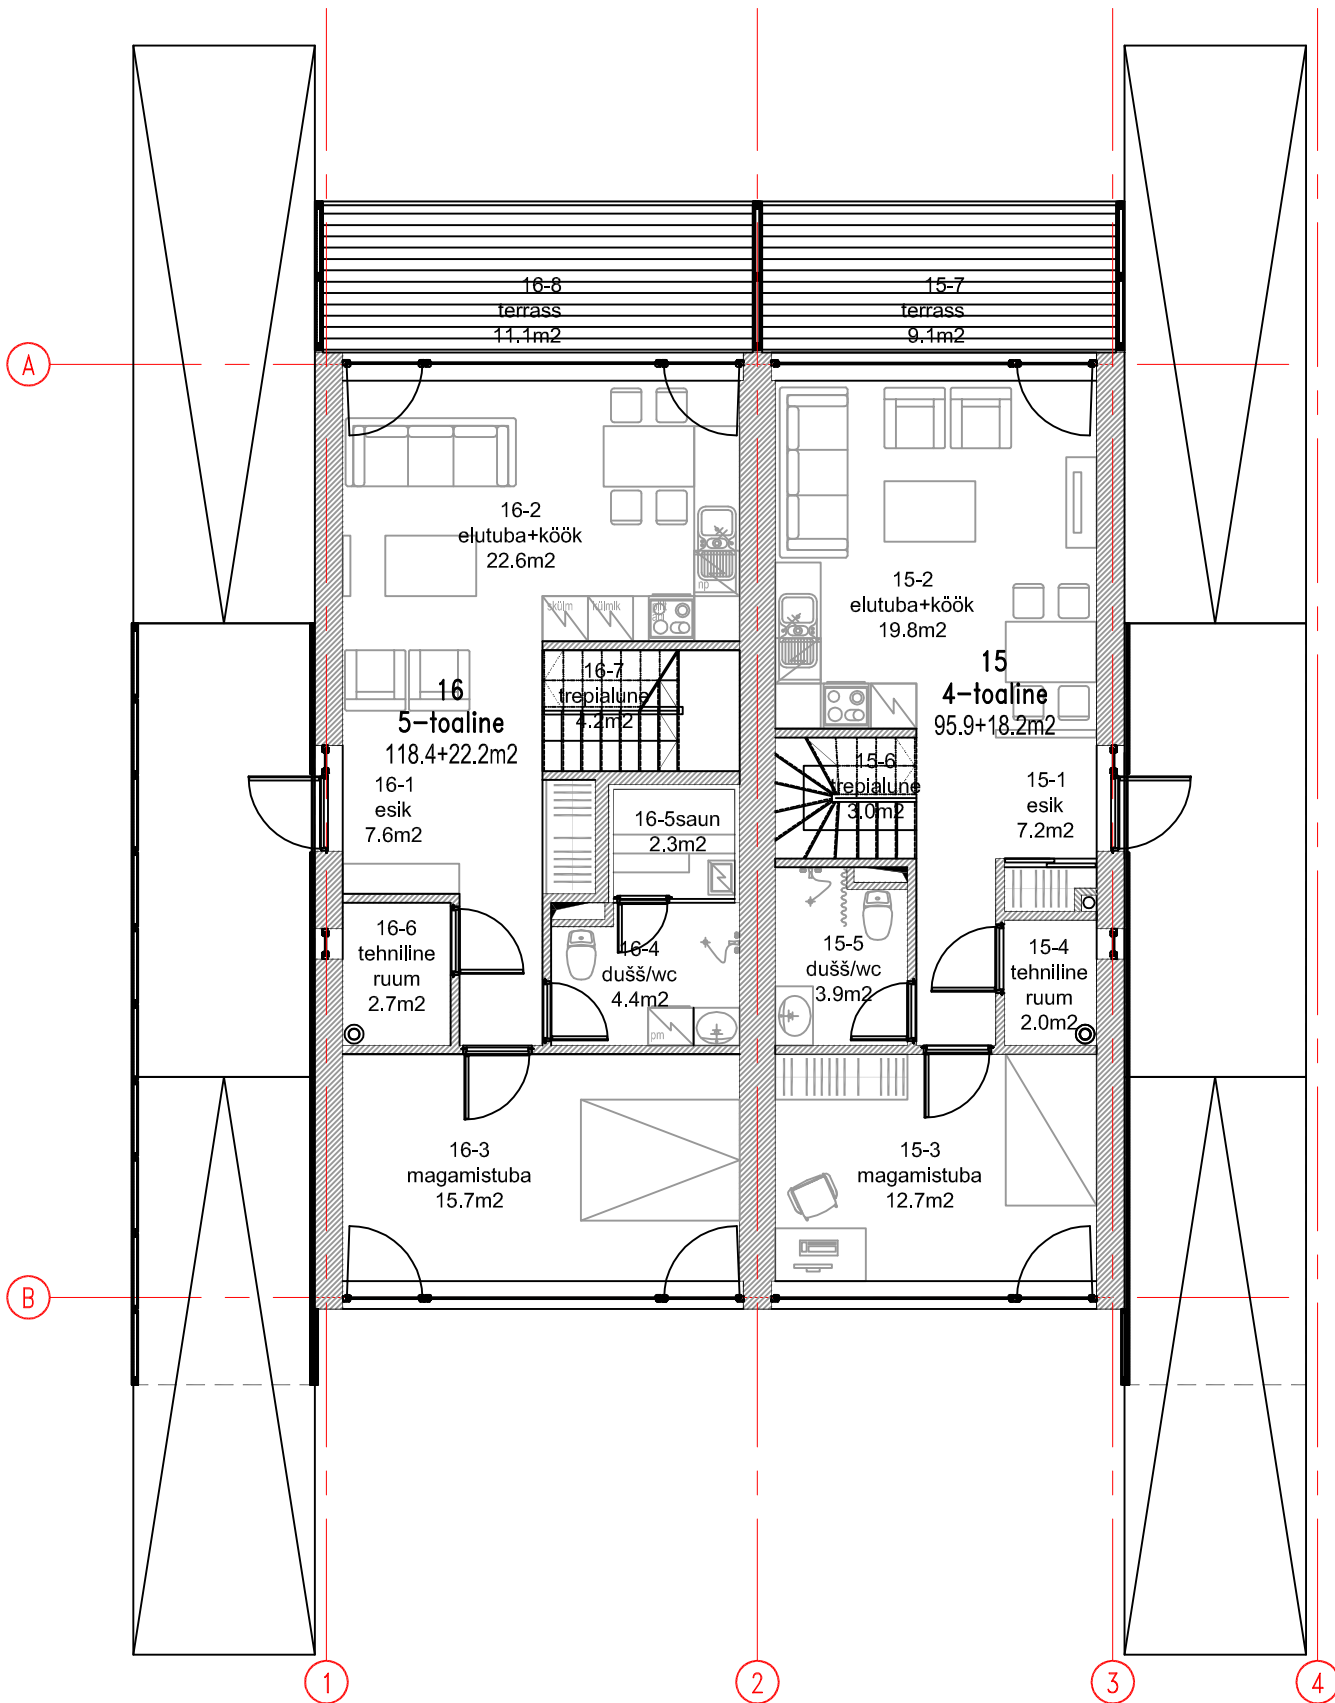 16-8
terrass
11.1m2
15-7
terrass
9.1m2
A
16-2
elutuba+köök
22.6m2
np
skülm
külmik
15-2
elutuba+köök
19.8m2
16
5-toaline
118.4+22.2m2
16-7
trepialune
4.2m2
15
4-toaline
95.9+18.2m2
16-1
esik
7.6m2
16-5saun
2.3m2
15-6
trepialune
3.0m2
15-1
esik
7.2m2
16-6
tehniline
ruum
2.7m2
16-4
dušš/wc
4.4m2
pm
15-5
dušš/wc
3.9m2
15-4
tehniline
ruum
2.0m2
16-3
magamistuba
15.7m2
15-3
magamistuba
12.7m2
B
1
2
3
4